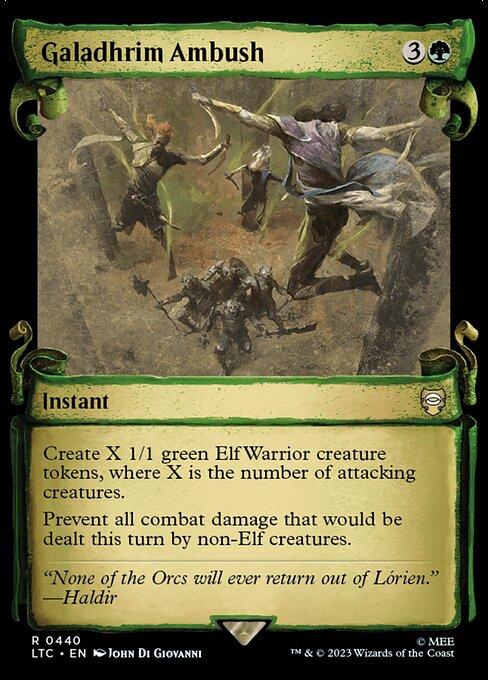 Galadhrim Ambush 3
Instant
Create X 1/1 green Elf Warrior creature
tokens, where X is the number of attacking
creatures.
Prevent all combat damage that would be
dealt this turn by non-Elf creatures.
“None of the Orcs will ever return out of Lórien.”
—Haldir
R 0440 © MEE
LTC • EN John Di Giovanni ™ & © 2023 Wizards of the Coast